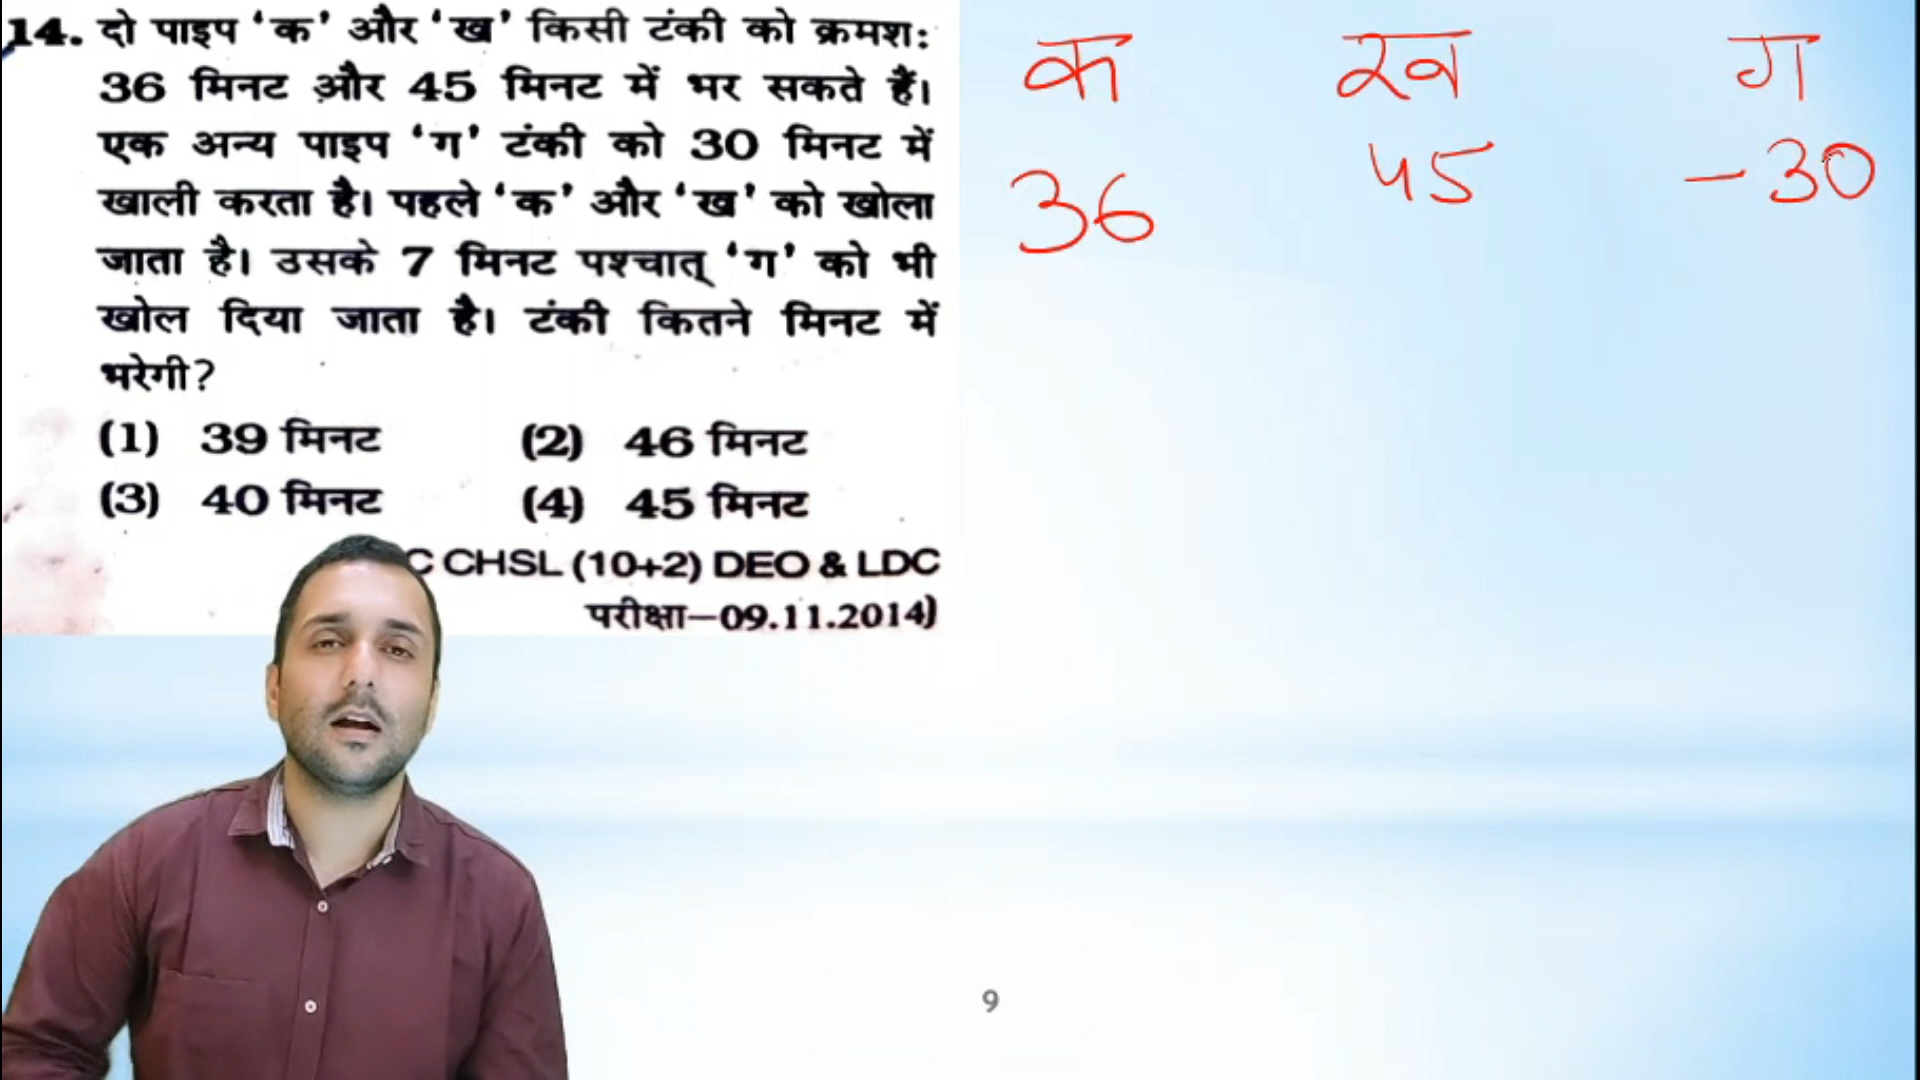 14. दो पाइप ‘क’ और ‘ख’ किसी टंकी को क्रमशः
36 मिनट और 45 मिनट में भर सकते हैं।
एक अन्य पाइप ‘ग’ टंकी को 30 मिनट में
खाली करता है। पहले ‘क’ और ‘ख’ को खोला
जाता है। उसके 7 मिनट पश्चात् ‘ग’ को भी
खोल दिया जाता है। टंकी कितने मिनट में
भरेगी?
(1) 39 मिनट (2) 46 मिनट
(3) 40 मिनट (4) 45 मिनट
C CHSL (10+2) DEO & LDC
परीक्षा—09.11.2014)
क ख ग
36 45 -30
9